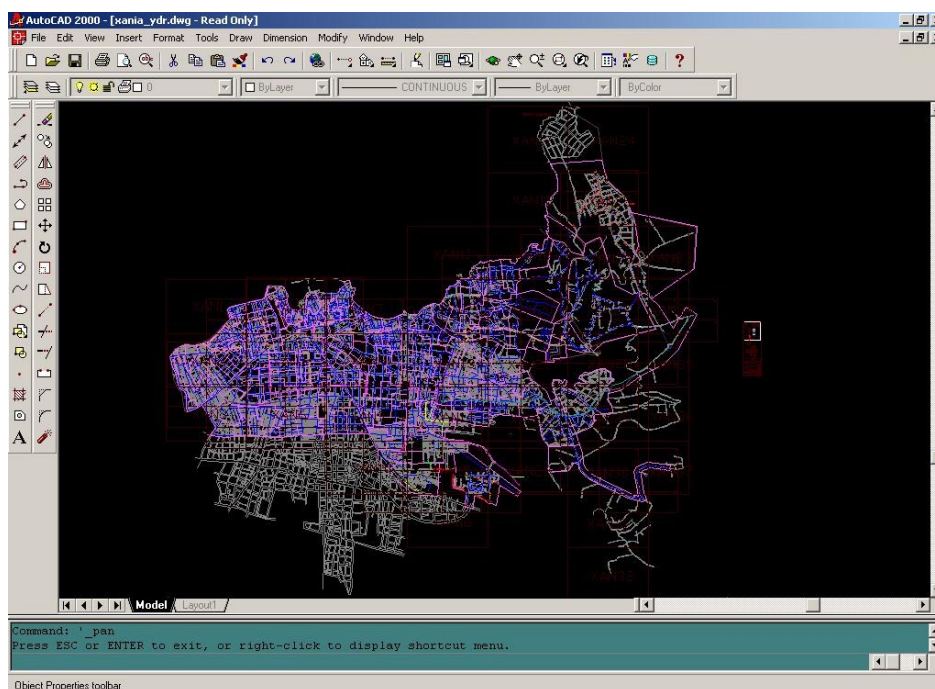 AutoCAD 2000 - [xania_ydr.dwg - Read Only]
File Edit View Insert Format Tools Draw Dimension Modify Window Help
0 ByLayer CONTINUOUS ByLayer ByColor
XAN52
Model Layout1
Command: '_pan
Press ESC or ENTER to exit, or right-click to display shortcut menu.
Object Properties toolbar